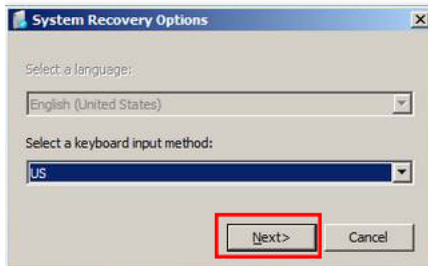 System Recovery Options
Select a language:
English (United States)
Select a keyboard input method:
US
Next> Cancel